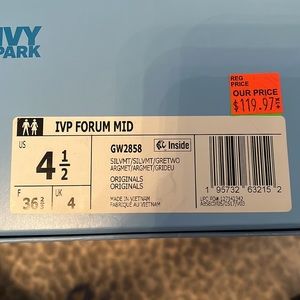 IVY
PARK
REG
PRICE
OUR PRICE
$119.97
IVP FORUM MID
US
4 1/2
GW2858
Inside
SILVMT/SILVMT/GRETWO
ARGMET/ARGMET/GRIDEU
ORIGINALS
ORIGINALS
F
36 2/3
UK
4
MADE IN VIETNAM
FABRIQUÉ AU VIETNAM
1 95732 63215 2